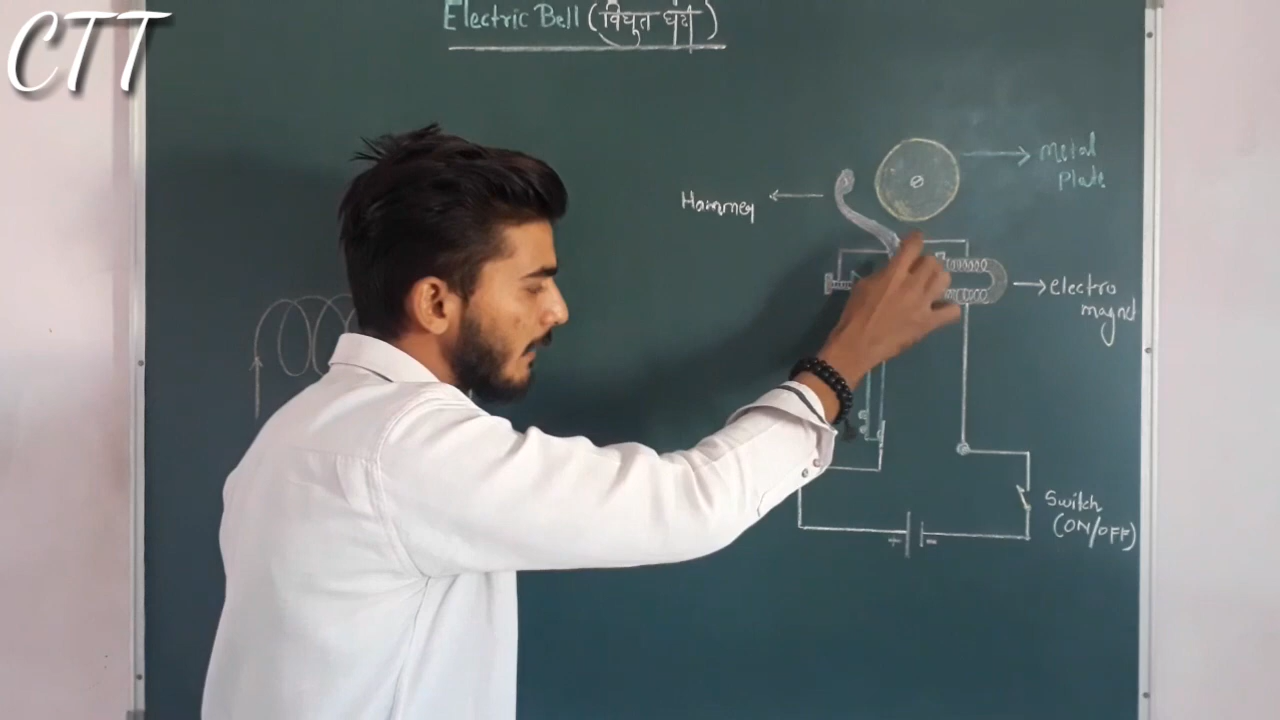 CTT
Electric Bell (विद्युत घंटी)
Metal
Plate
Hammer
electro
magnet
Switch
(ON/OFF)
+ -